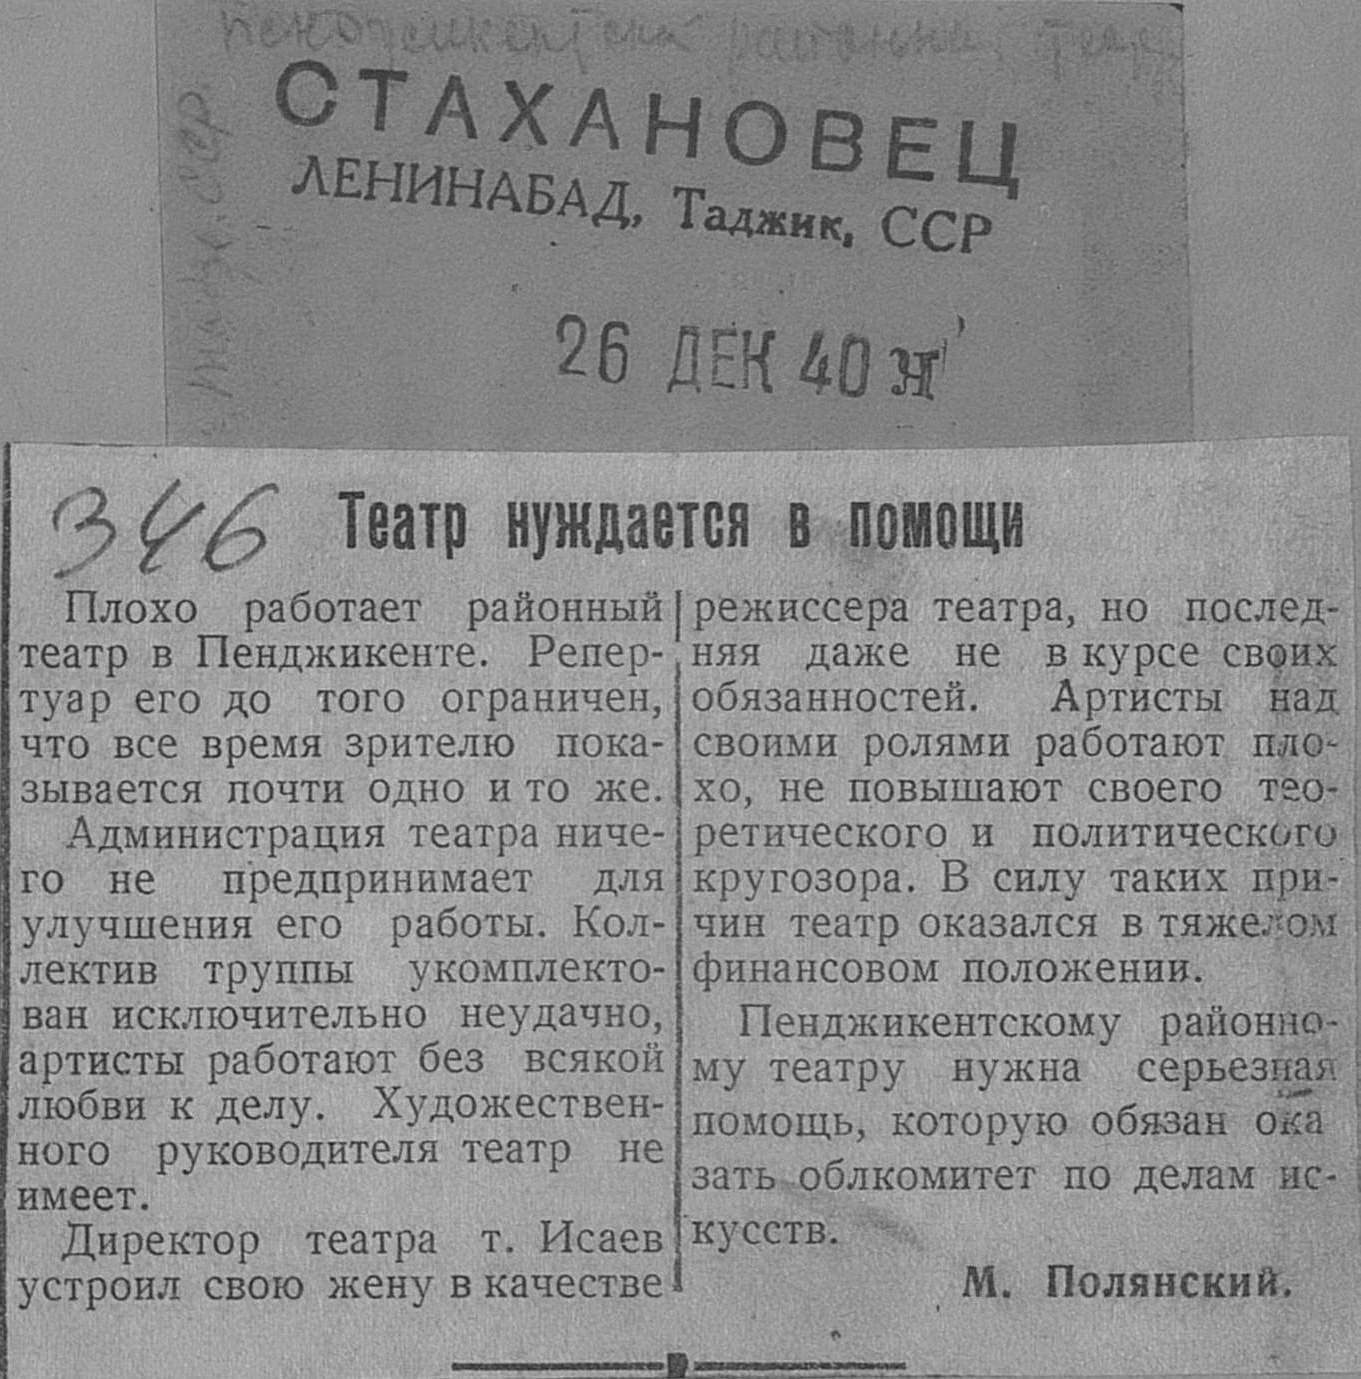 СТАХАНОВЕЦ
ЛЕНИНАБАД, Таджик, ССР
26 ДЕК 40
346
Театр нуждается в помощи
Плохо работает районный
театр в Пенджикенте. Репер-
туар его до того ограничен,
что все время зрителю пока-
зывается почти одно и то же.
Администрация театра ниче-
го не предпринимает для
улучшения его работы. Кол-
лектив труппы укомплекто-
ван исключительно неудачно,
артисты работают без всякой
любви к делу. Художествен-
ного руководителя театр не
имеет.
Директор театра т. Исаев
устроил свою жену в качестве
режиссера театра, но послед-
няя даже не в курсе своих
обязанностей. Артисты над
своими ролями работают пло-
хо, не повышают своего тео-
ретического и политического
кругозора. В силу таких при-
чин театр оказался в тяжелом
финансовом положении.
Пенджикентскому районно-
му театру нужна серьезная
помощь, которую обязан ока
зать облкомитет по делам ис-
кусств.
М. Полянский.